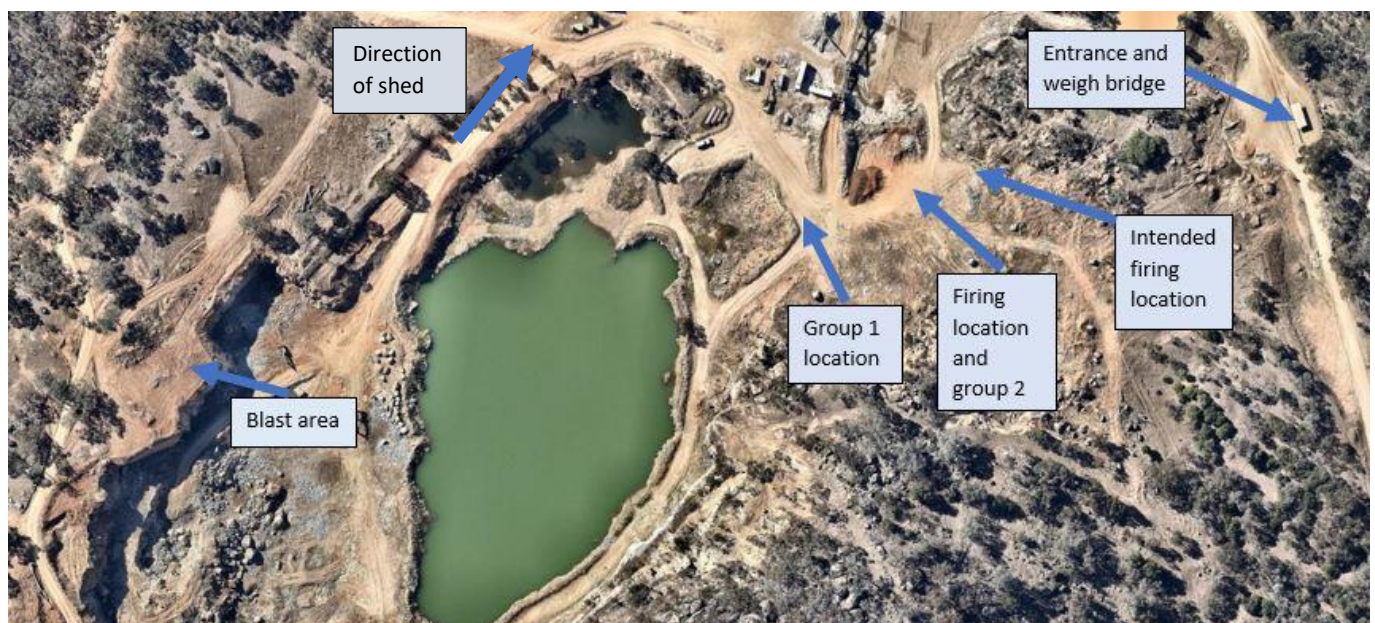 Direction
of shed
Entrance and
weigh bridge
Intended
firing
location
Firing
location
and
group 2
Group 1
location
Blast area